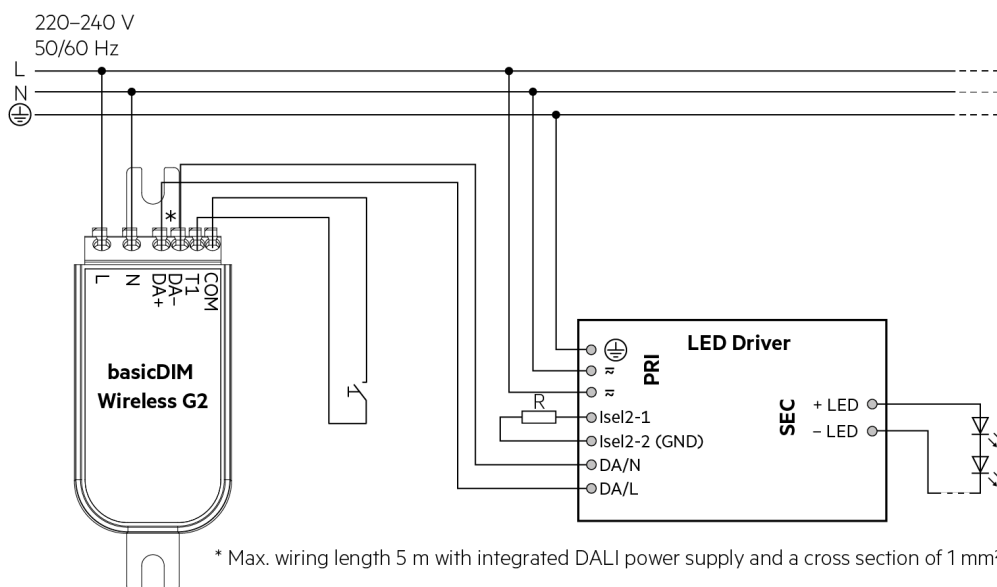 220–240 V
50/60 Hz
L
N
*
L
N
DA+
DA-
T1
COM
basicDIM
Wireless G2
LED Driver
PRI
≂
≂
R
Isel2-1
Isel2-2 (GND)
DA/N
DA/L
SEC
+ LED
– LED
* Max. wiring length 5 m with integrated DALI power supply and a cross section of 1 mm²